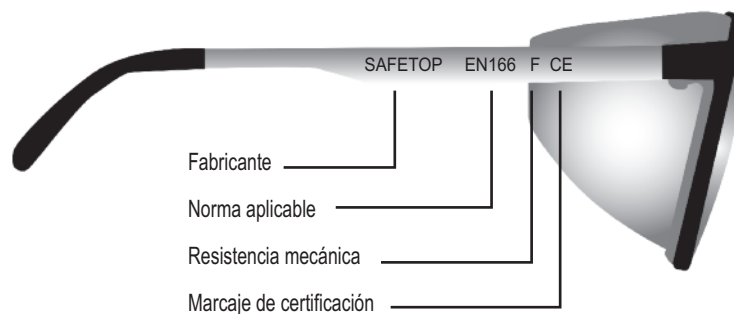 SAFETOP EN166 F CE
Fabricante
Norma aplicable
Resistencia mecánica
Marcaje de certificación